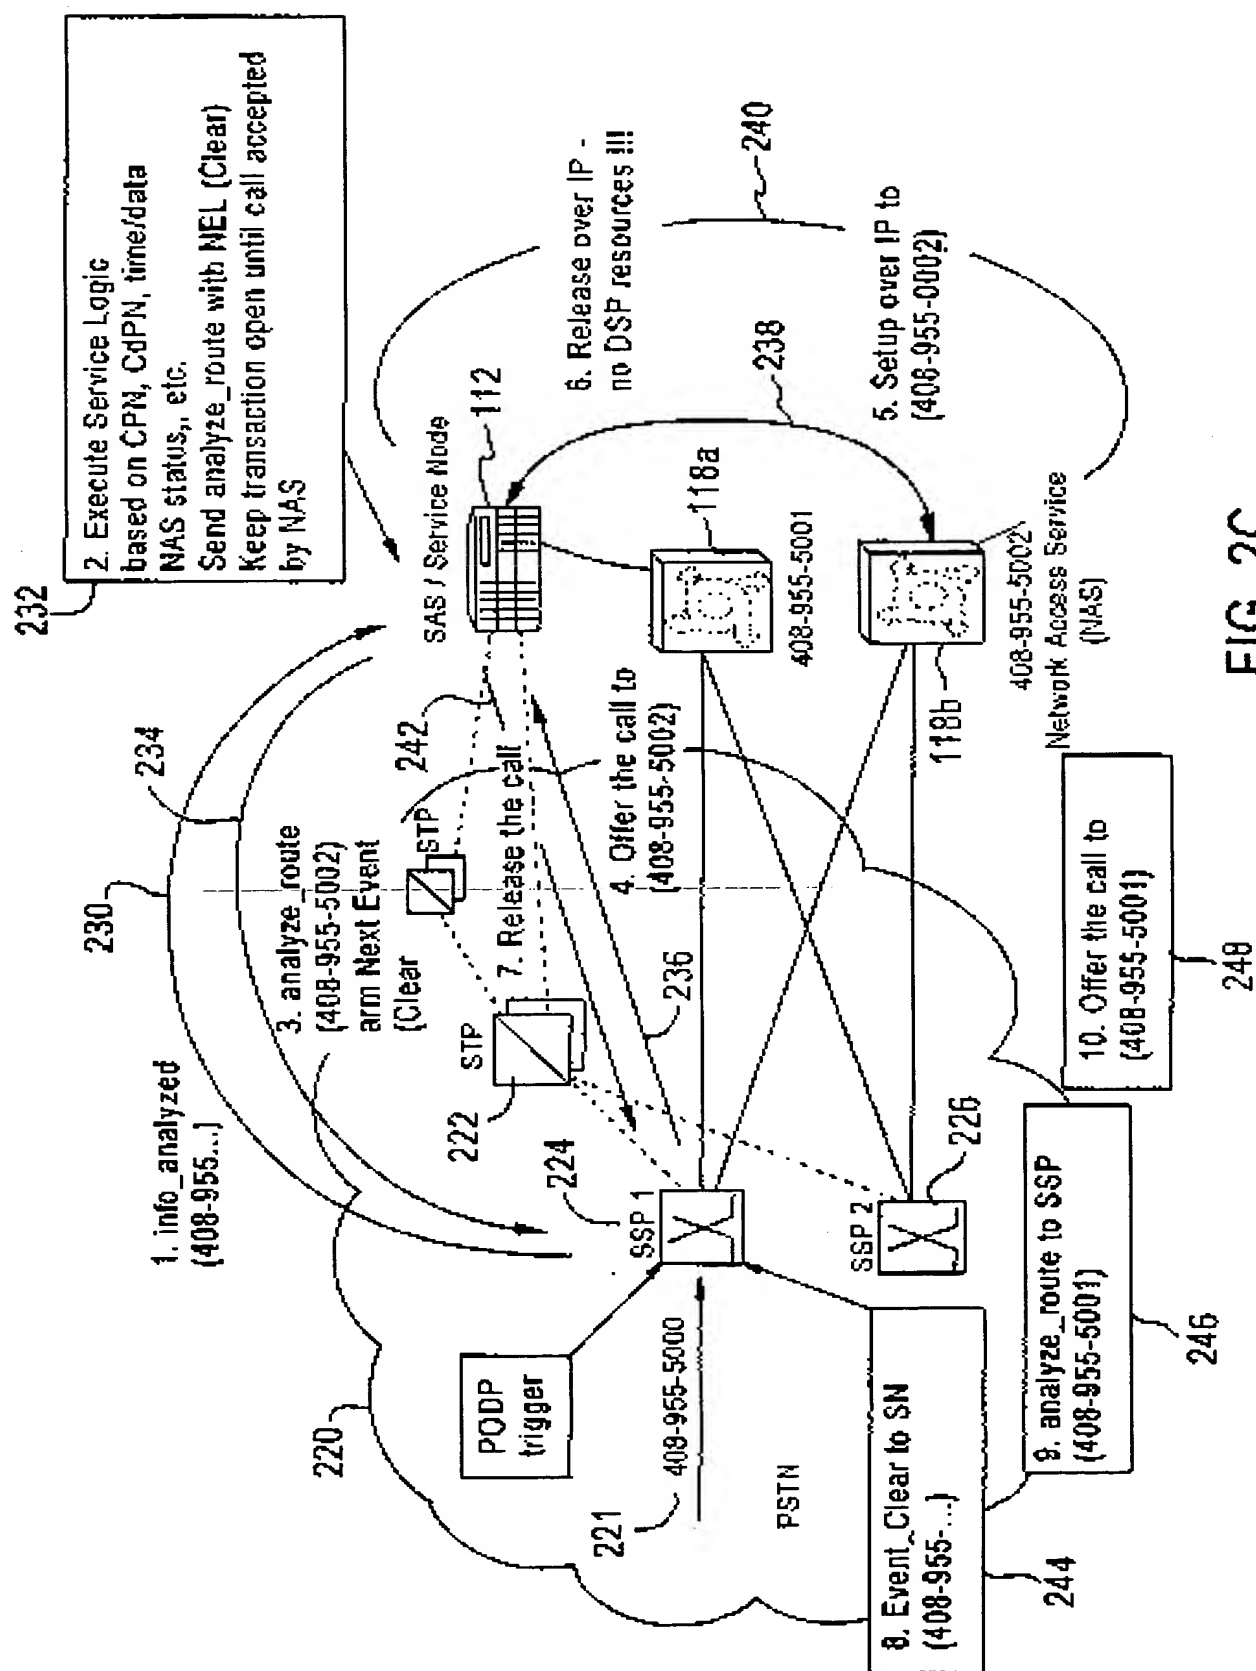 232
2. Execute Service Logic
based on CPN, CdPN, time/data
NAS status,, etc.
Send analyze_route with NEL (Clear)
Keep transaction open until call accepted
by NAS
230
234
1. info_analyzed
(408-955...)
3. analyze_route
(408-955-5002)
arm Next Event
(Clear
STP
STP
222
242
7. Release the call
SAS / Service Node
112
6. Release over IP -
no DSP resources !!!
240
238
5. Setup over IP to
(408-955-0002)
4. Offer the call to
(408-955-5002)
236
118a
408-955-5001
118b
408-955-5002
Network Access Service
(NAS)
220
PODP
trigger
221
408-955-5000
PSTN
224
SSP 1
SSP 2
226
8. Event_Clear to SN
(408-955-...)
244
9. analyze_route to SSP
(408-955-5001)
246
10. Offer the call to
(408-955-5001)
248
FIG. 2C